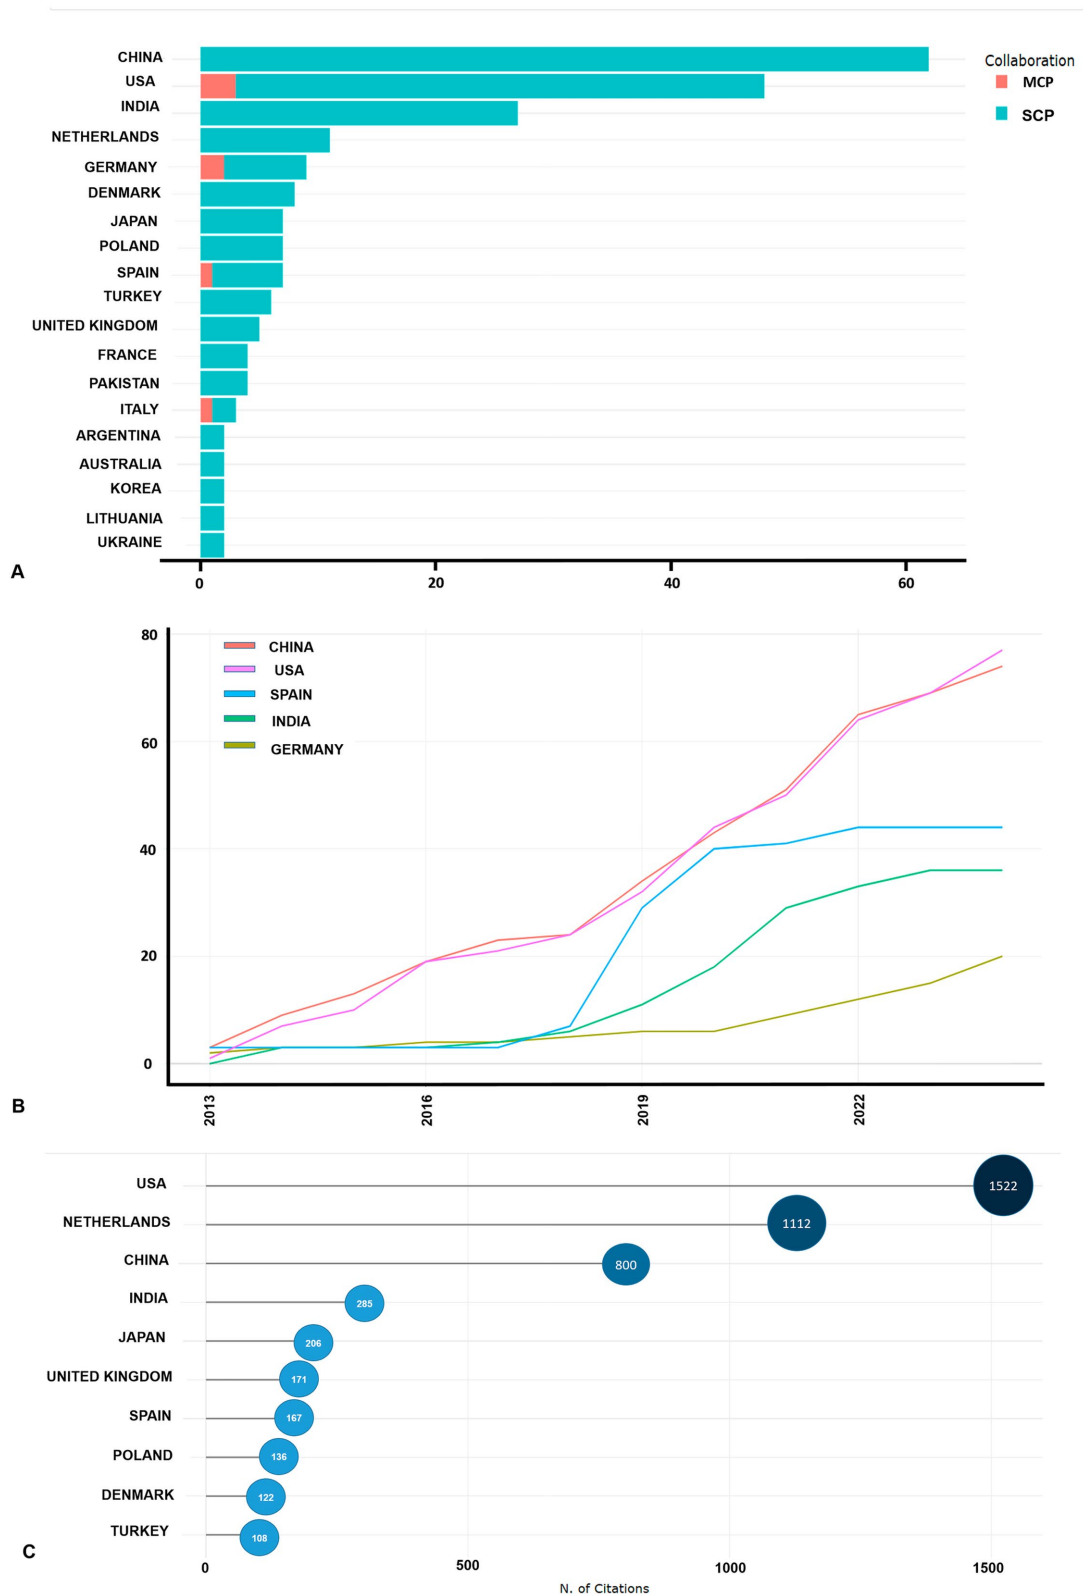 CHINA
USA
INDIA
NETHERLANDS
GERMANY
DENMARK
JAPAN
POLAND
SPAIN
TURKEY
UNITED KINGDOM
FRANCE
PAKISTAN
ITALY
ARGENTINA
AUSTRALIA
KOREA
LITHUANIA
UKRAINE
Collaboration
MCP
SCP
0 20 40 60
A
80
60
40
20
0
CHINA
USA
SPAIN
INDIA
GERMANY
2013 2016 2019 2022
B
USA 1522
NETHERLANDS 1112
CHINA 800
INDIA 285
JAPAN 206
UNITED KINGDOM 171
SPAIN 167
POLAND 136
DENMARK 122
TURKEY 108
C
0 500 1000 1500
N. of Citations